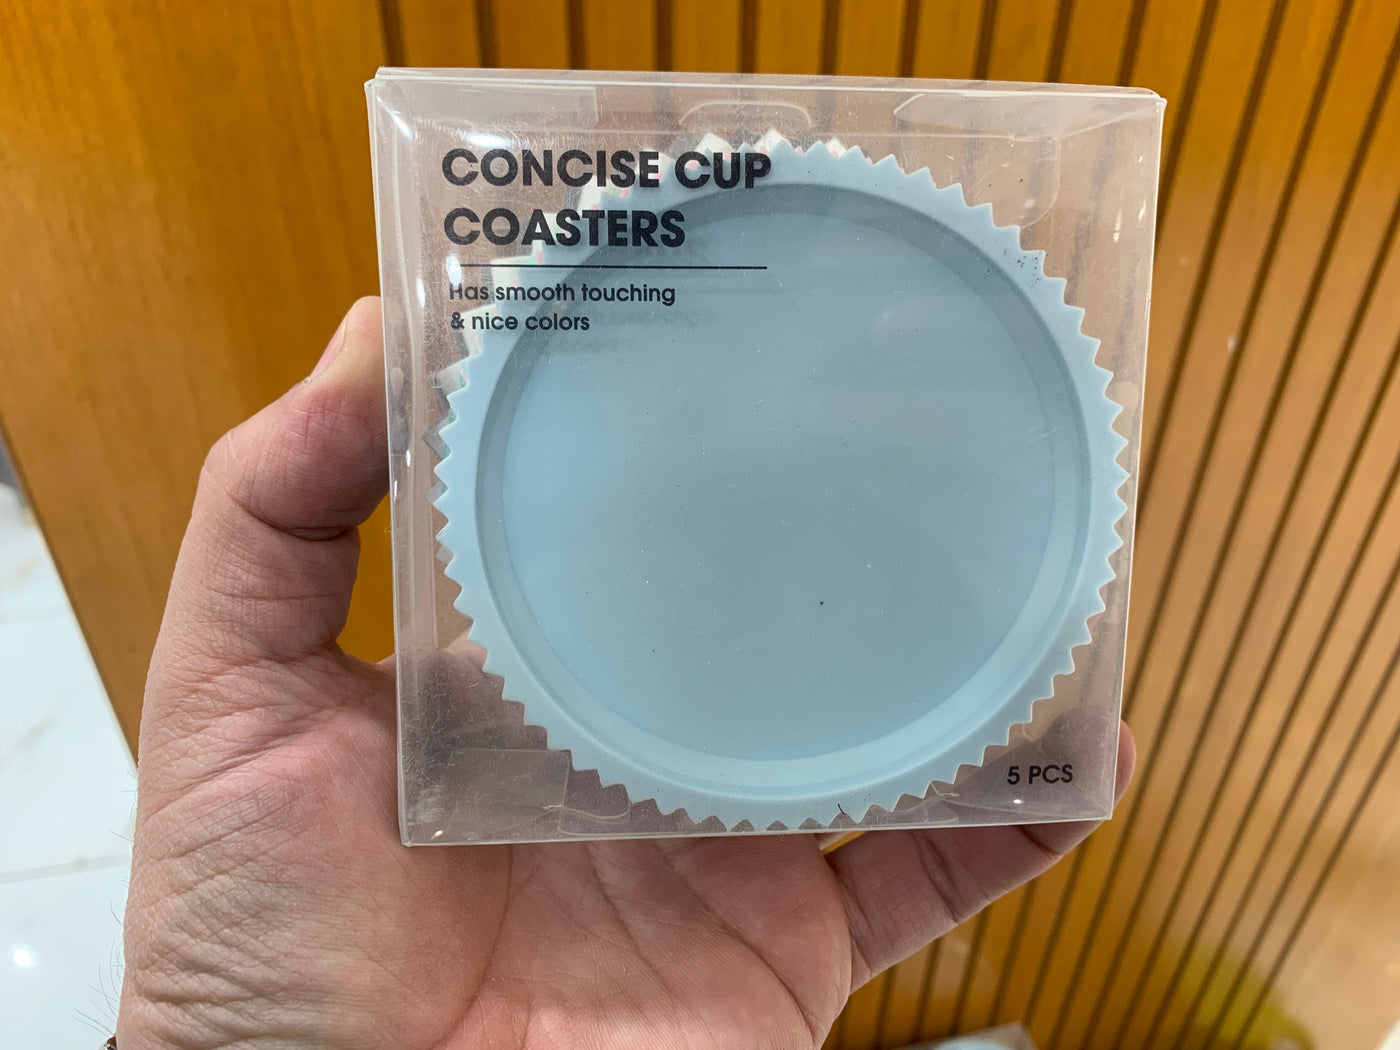 CONCISE CUP
COASTERS
Has smooth touching
& nice colors
5 PCS